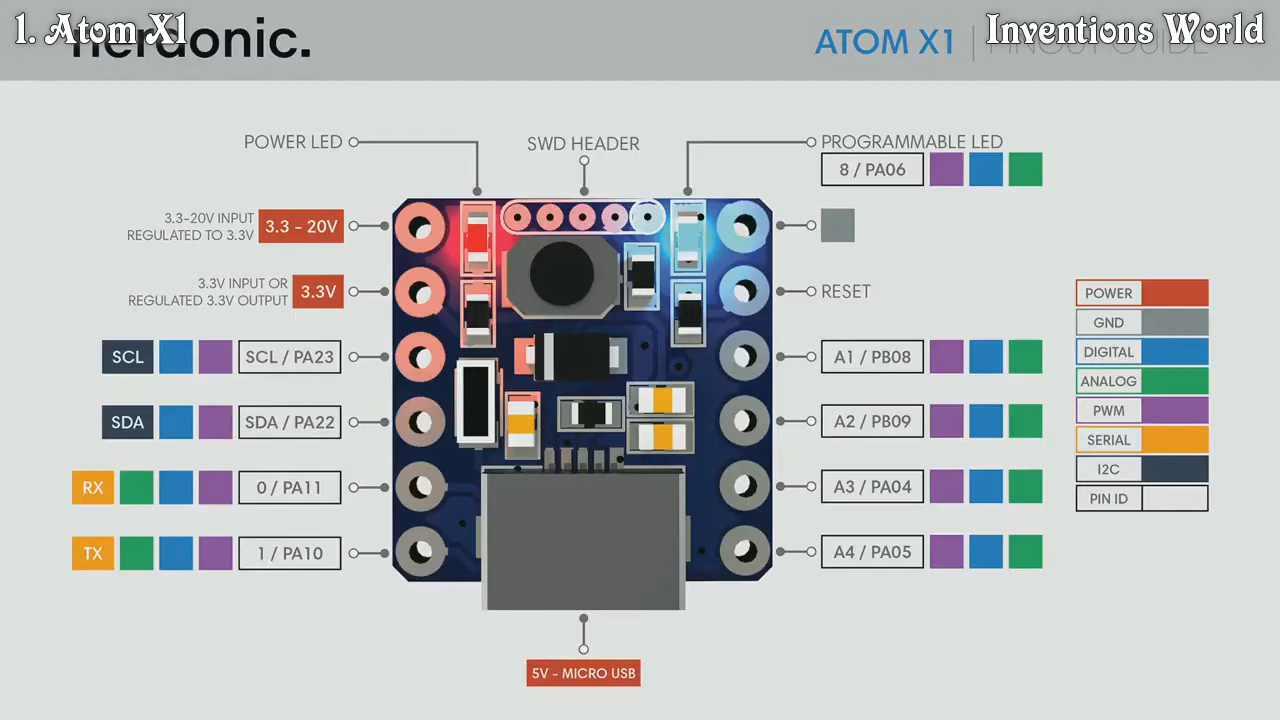 1. Atom X1
Inventions World
nerdonic.
ATOM X1
POWER LED
SWD HEADER
PROGRAMMABLE LED
8 / PA06
3.3-20V INPUT
REGULATED TO 3.3V
3.3 - 20V
3.3V INPUT OR
REGULATED 3.3V OUTPUT
3.3V
RESET
SCL
SCL / PA23
A1 / PB08
SDA
SDA / PA22
A2 / PB09
RX
0 / PA11
A3 / PA04
TX
1 / PA10
A4 / PA05
POWER
GND
DIGITAL
ANALOG
PWM
SERIAL
I2C
PIN ID
5V - MICRO USB